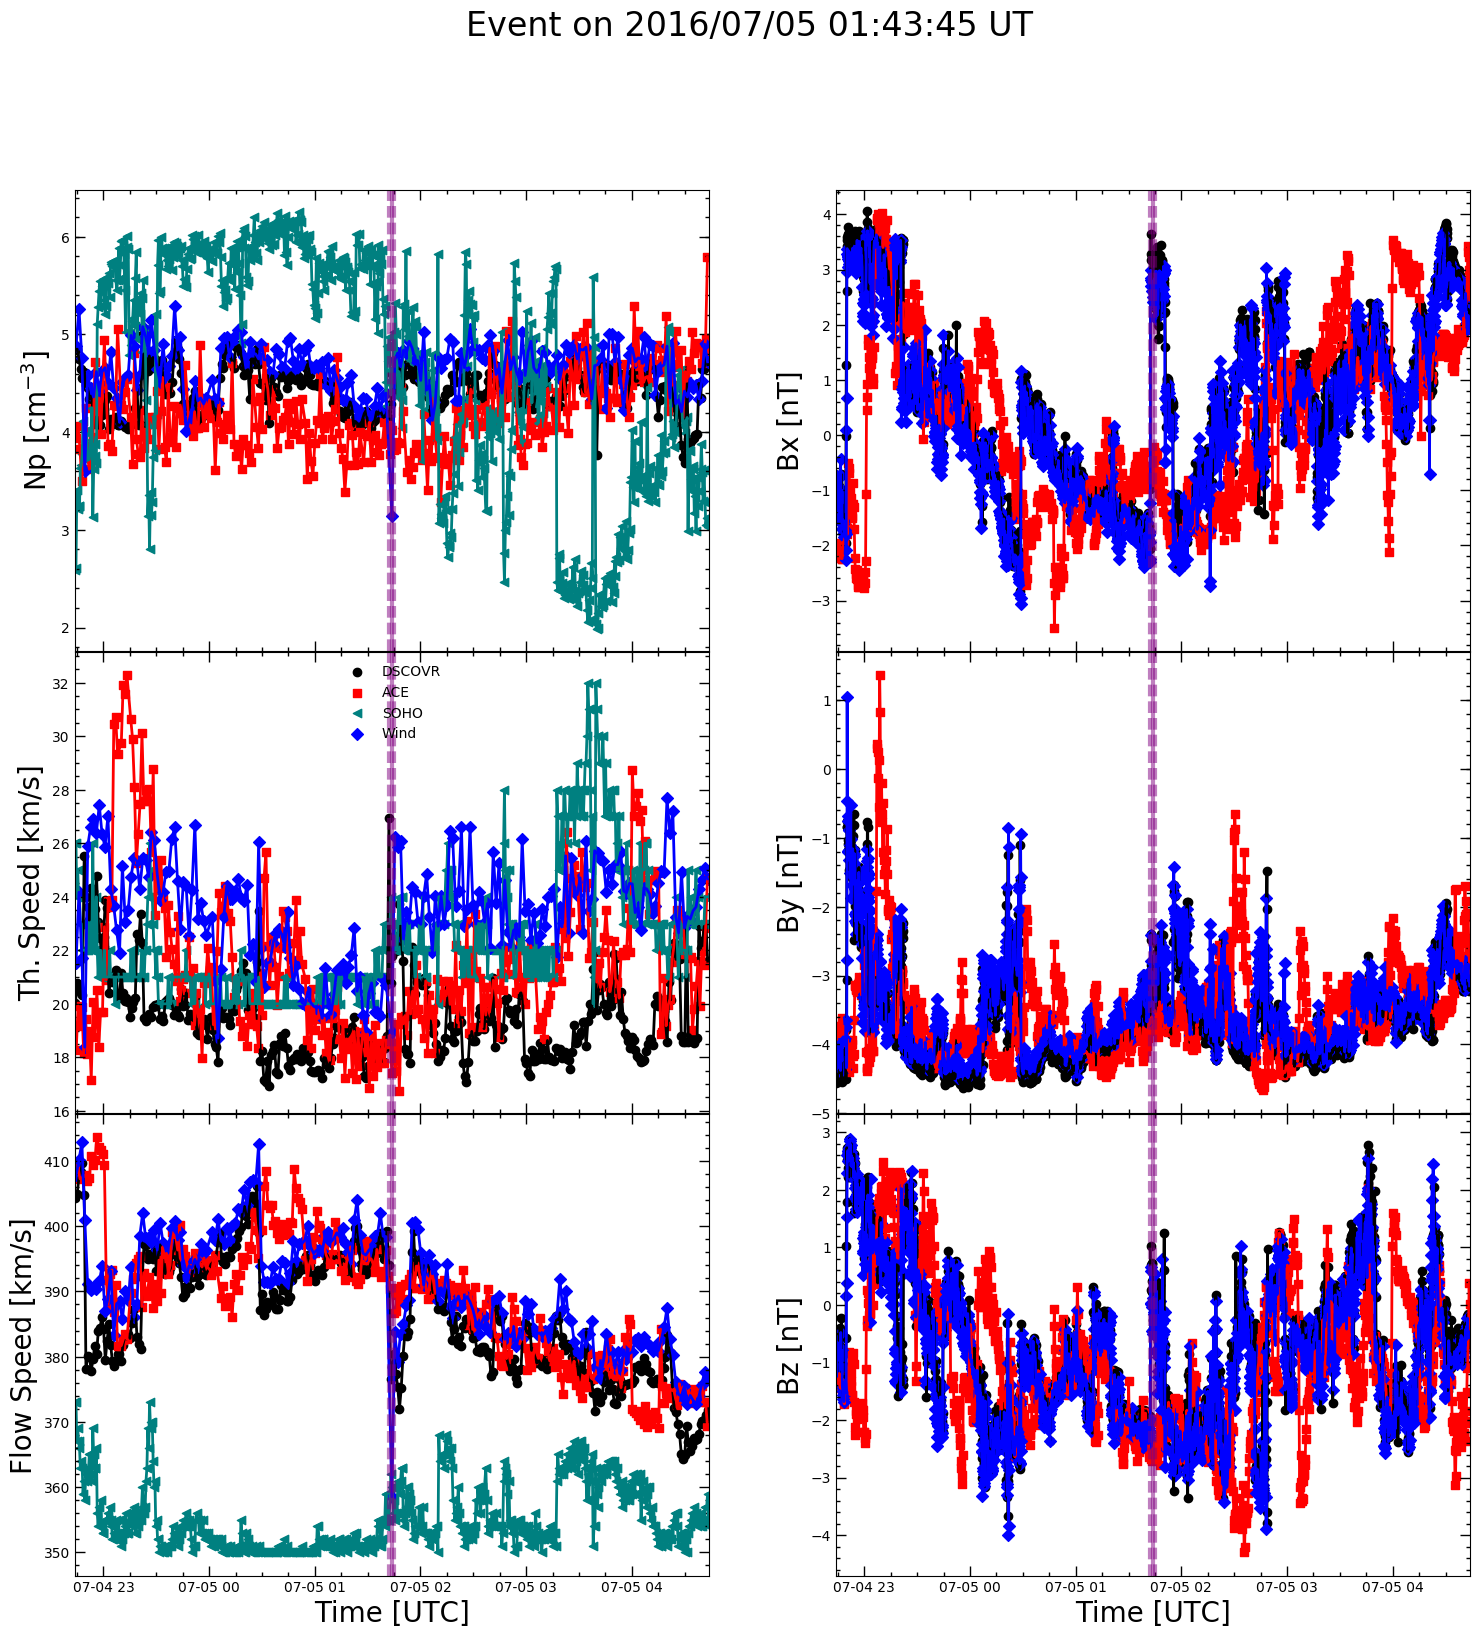 Event on 2016/07/05 01:43:45 UT
Np [cm⁻³]
6
5
4
3
2
Bx [nT]
4
3
2
1
0
−1
−2
−3
Th. Speed [km/s]
32
30
28
26
24
22
20
18
16
DSCOVR
ACE
SOHO
Wind
By [nT]
1
0
−1
−2
−3
−4
−5
Flow Speed [km/s]
410
400
390
380
370
360
350
Bz [nT]
3
2
1
0
−1
−2
−3
−4
07-04 23 07-05 00 07-05 01 07-05 02 07-05 03 07-05 04
Time [UTC]
07-04 23 07-05 00 07-05 01 07-05 02 07-05 03 07-05 04
Time [UTC]